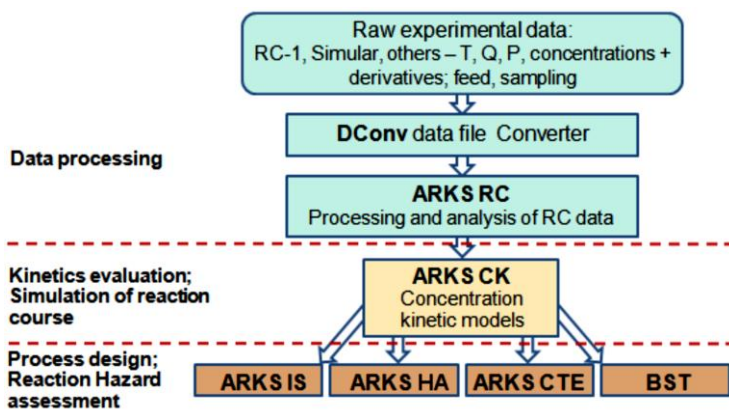 Raw experimental data:
RC-1, Simular, others – T, Q, P, concentrations +
derivatives; feed, sampling
DConv data file Converter
Data processing
ARKS RC
Processing and analysis of RC data
Kinetics evaluation;
Simulation of reaction
course
ARKS CK
Concentration
kinetic models
Process design;
Reaction Hazard
assessment
ARKS IS
ARKS HA
ARKS CTE
BST